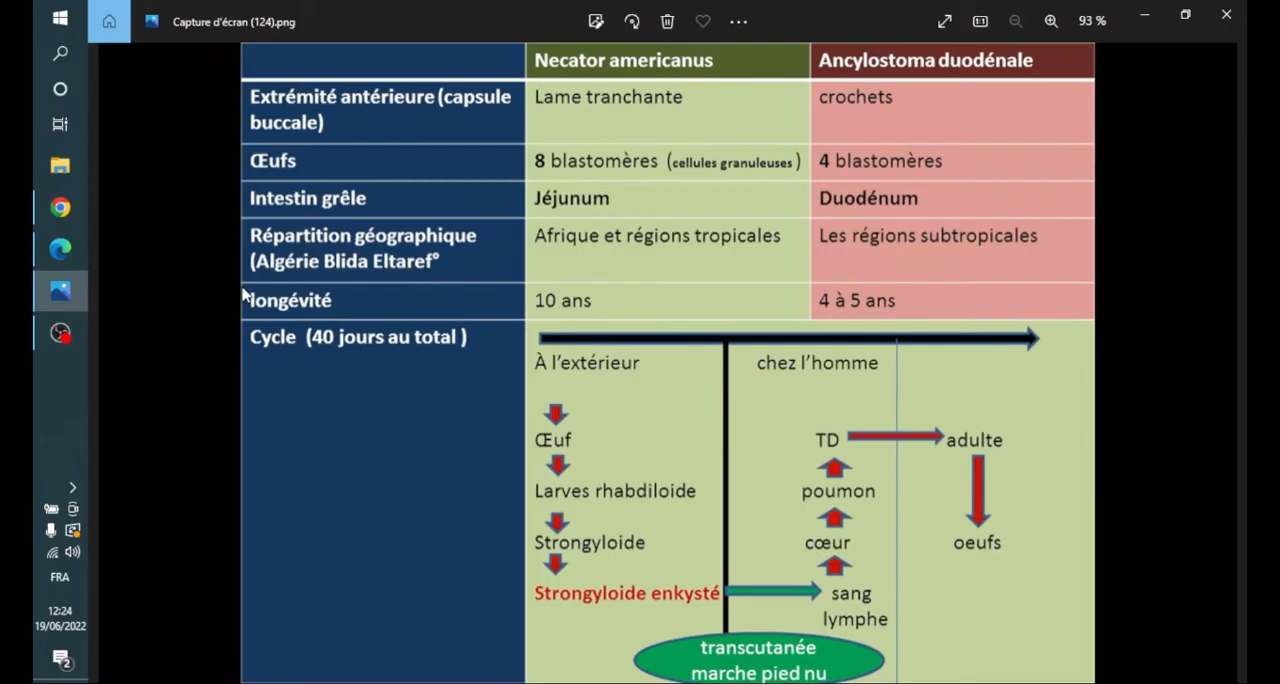 Capture d'écran (124).png
93 %
Necator americanus
Ancylostoma duodénale
Extrémité antérieure (capsule
buccale)
Lame tranchante
crochets
Œufs
8 blastomères (cellules granuleuses )
4 blastomères
Intestin grêle
Jéjunum
Duodénum
Répartition géographique
(Algérie Blida Eltaref°
Afrique et régions tropicales
Les régions subtropicales
longévité
10 ans
4 à 5 ans
Cycle (40 jours au total )
À l'extérieur
chez l'homme
Œuf
TD
adulte
Larves rhabdiloide
poumon
Strongyloide
cœur
oeufs
Strongyloide enkysté
sang
lymphe
transcutanée
marche pied nu
FRA
12:24
19/06/2022
2